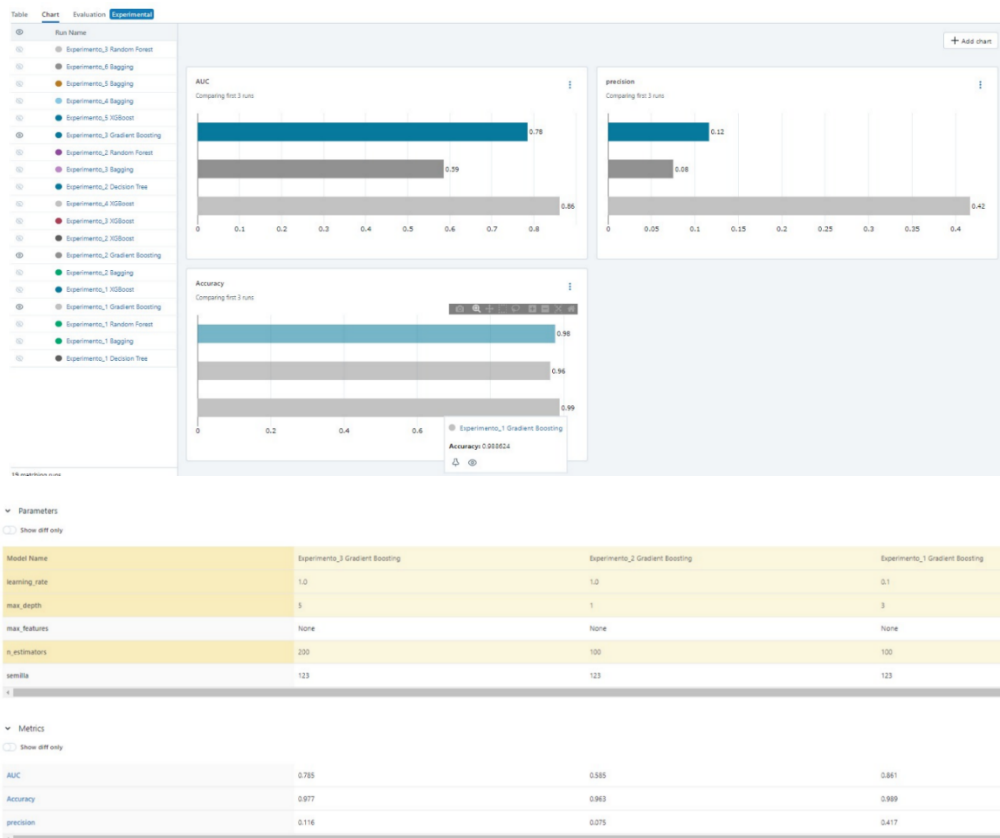 Table Chart Evaluation Experimental
Run Name
Experimento_3 Random Forest
Experimento_6 Bagging
Experimento_5 Bagging
Experimento_4 Bagging
Experimento_5 XGBoost
Experimento_3 Gradient Boosting
Experimento_2 Random Forest
Experimento_3 Bagging
Experimento_2 Decision Tree
Experimento_4 XGBoost
Experimento_3 XGBoost
Experimento_2 XGBoost
Experimento_2 Gradient Boosting
Experimento_2 Bagging
Experimento_1 XGBoost
Experimento_1 Gradient Boosting
Experimento_1 Random Forest
Experimento_1 Bagging
Experimento_1 Decision Tree
19 matching runs
+ Add chart
AUC
Comparing first 3 runs
0.78
0.59
0.86
0 0.1 0.2 0.3 0.4 0.5 0.6 0.7 0.8
precision
Comparing first 3 runs
0.12
0.08
0.42
0 0.05 0.1 0.15 0.2 0.25 0.3 0.35 0.4
Accuracy
Comparing first 3 runs
0.98
0.96
0.99
0 0.2 0.4 0.6
Experimento_1 Gradient Boosting
Accuracy: 0.988624
Parameters
Show diff only
Model Name Experimento_3 Gradient Boosting Experimento_2 Gradient Boosting Experimento_1 Gradient Boosting
learning_rate 1.0 1.0 0.1
max_depth 5 1 3
max_features None None None
n_estimators 200 100 100
semilla 123 123 123
Metrics
Show diff only
AUC 0.785 0.585 0.861
Accuracy 0.977 0.963 0.989
precision 0.116 0.075 0.417